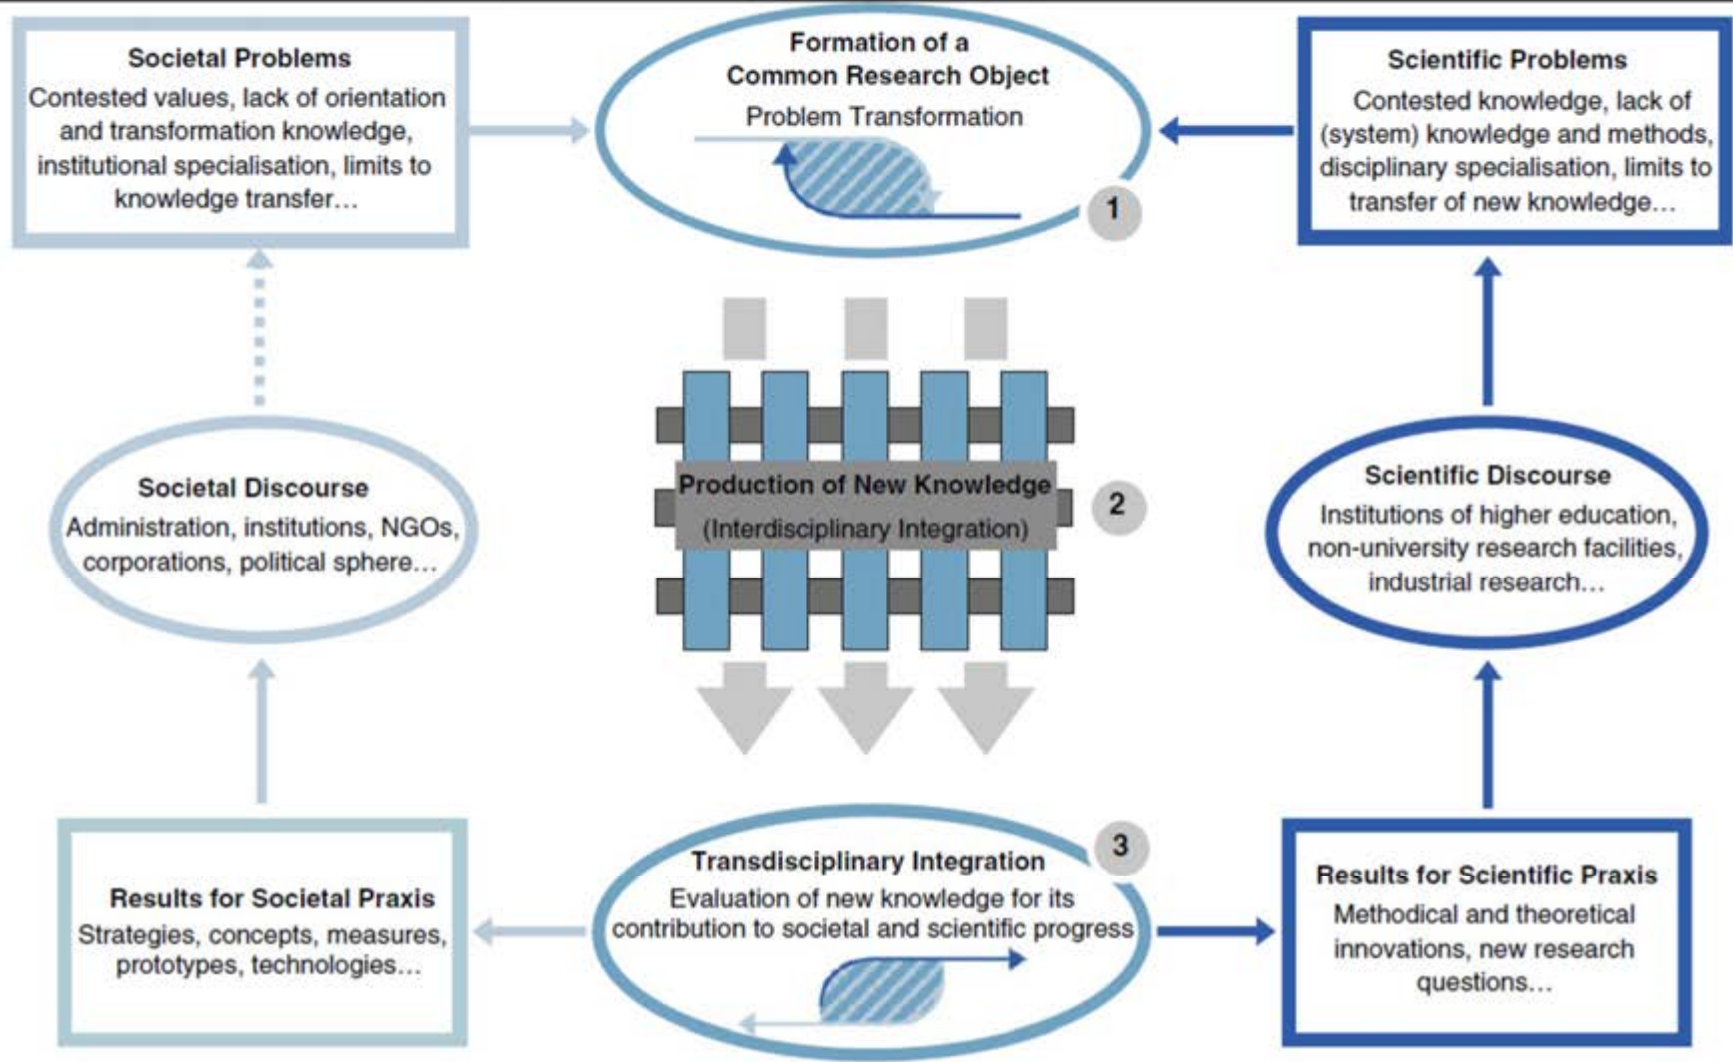 Societal Problems
Contested values, lack of orientation
and transformation knowledge,
institutional specialisation, limits to
knowledge transfer…
Formation of a
Common Research Object
Problem Transformation
1
Scientific Problems
Contested knowledge, lack of
(system) knowledge and methods,
disciplinary specialisation, limits to
transfer of new knowledge…
Societal Discourse
Administration, institutions, NGOs,
corporations, political sphere…
Production of New Knowledge
(Interdisciplinary Integration)
2
Scientific Discourse
Institutions of higher education,
non-university research facilities,
industrial research…
Results for Societal Praxis
Strategies, concepts, measures,
prototypes, technologies…
Transdisciplinary Integration
Evaluation of new knowledge for its
contribution to societal and scientific progress
3
Results for Scientific Praxis
Methodical and theoretical
innovations, new research
questions…